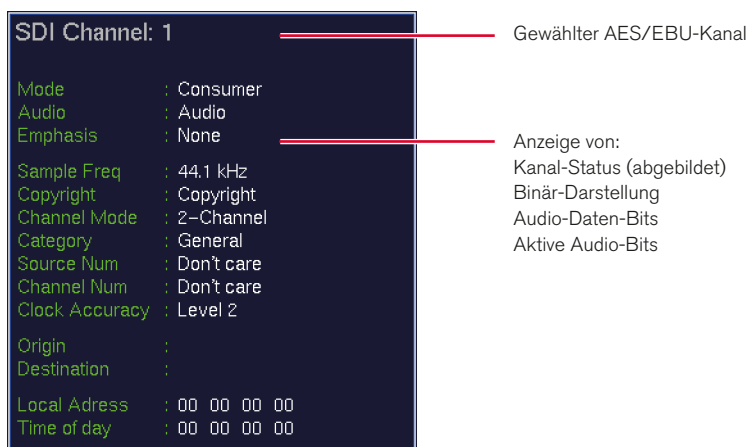 SDI Channel: 1
Gewählter AES/EBU-Kanal
Mode : Consumer
Audio : Audio
Emphasis : None
Anzeige von:
Kanal-Status (abgebildet)
Binär-Darstellung
Audio-Daten-Bits
Aktive Audio-Bits
Sample Freq : 44.1 kHz
Copyright : Copyright
Channel Mode : 2-Channel
Category : General
Source Num : Don't care
Channel Num : Don't care
Clock Accuracy : Level 2
Origin :
Destination :
Local Adress : 00 00 00 00
Time of day : 00 00 00 00